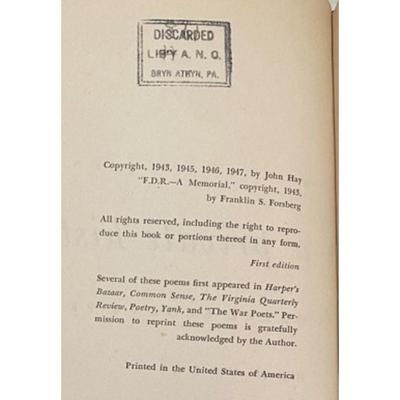 DISCARDED
LIBY A. N. C.
BRYN ATHYN, PA.
Copyright, 1943, 1945, 1946, 1947, by John Hay
"F.D.R.—A Memorial," copyright, 1943,
by Franklin S. Forsberg
All rights reserved, including the right to repro-
duce this book or portions thereof in any form.
First edition
Several of these poems first appeared in Harper's
Bazaar, Common Sense, The Virginia Quarterly
Review, Poetry, Yank, and "The War Poets." Per-
mission to reprint these poems is gratefully
acknowledged by the Author.
Printed in the United States of America